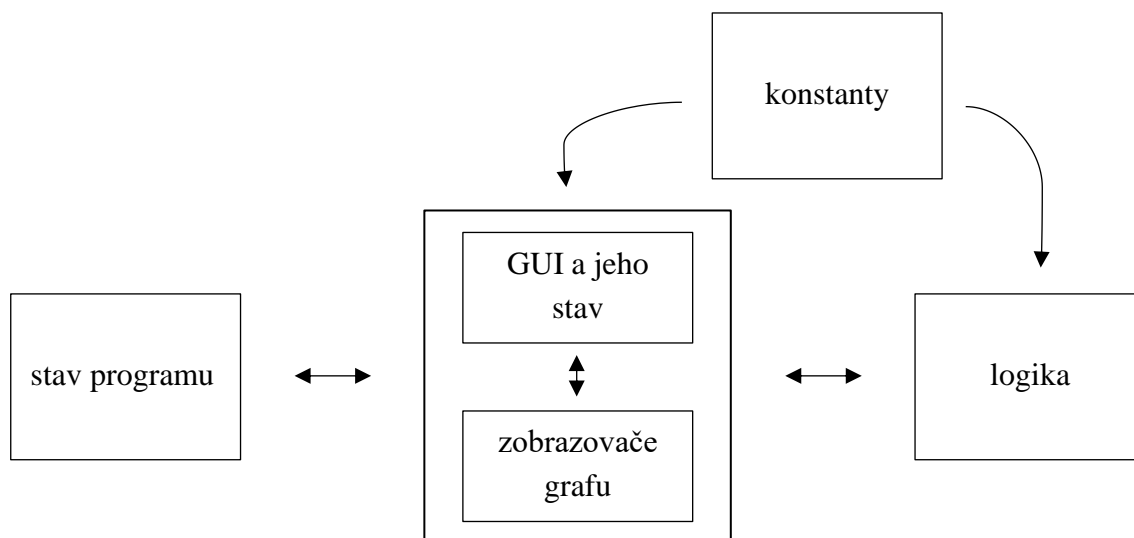 konstanty
GUI a jeho
stav
stav programu
logika
zobrazovače
grafu